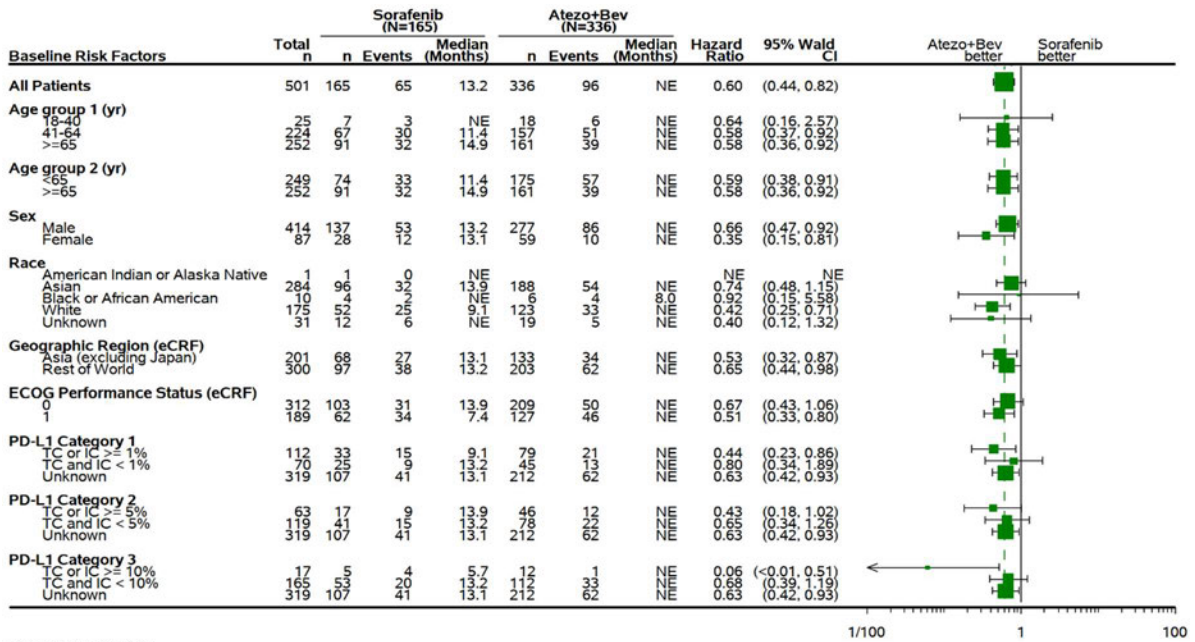 Sorafenib (N=165) Atezo+Bev (N=336)
Baseline Risk Factors Total n n Events Median (Months) n Events Median (Months) Hazard Ratio 95% Wald CI Atezo+Bev better Sorafenib better
All Patients 501 165 65 13.2 336 96 NE 0.60 (0.44, 0.82)
Age group 1 (yr)
18-40 25 7 3 NE 18 6 NE 0.64 (0.16, 2.57)
41-64 224 67 30 11.4 157 51 NE 0.58 (0.37, 0.92)
>=65 252 91 32 14.9 161 39 NE 0.58 (0.36, 0.92)
Age group 2 (yr)
<65 249 74 33 11.4 175 57 NE 0.59 (0.38, 0.91)
>=65 252 91 32 14.9 161 39 NE 0.58 (0.36, 0.92)
Sex
Male 414 137 53 13.2 277 86 NE 0.66 (0.47, 0.92)
Female 87 28 12 13.1 59 10 NE 0.35 (0.15, 0.81)
Race
American Indian or Alaska Native 1 1 0 NE NE NE
Asian 284 96 32 13.9 188 54 NE 0.74 (0.48, 1.15)
Black or African American 10 4 2 NE 6 4 8.0 0.92 (0.15, 5.58)
White 175 52 25 9.1 123 33 NE 0.42 (0.25, 0.71)
Unknown 31 12 6 NE 19 5 NE 0.40 (0.12, 1.32)
Geographic Region (eCRF)
Asia (excluding Japan) 201 68 27 13.1 133 34 NE 0.53 (0.32, 0.87)
Rest of World 300 97 38 13.2 203 62 NE 0.65 (0.44, 0.98)
ECOG Performance Status (eCRF)
0 312 103 31 13.9 209 50 NE 0.67 (0.43, 1.06)
1 189 62 34 7.4 127 46 NE 0.51 (0.33, 0.80)
PD-L1 Category 1
TC or IC >= 1% 112 33 15 9.1 79 21 NE 0.44 (0.23, 0.86)
TC and IC < 1% 70 25 9 13.2 45 13 NE 0.80 (0.34, 1.89)
Unknown 319 107 41 13.1 212 62 NE 0.63 (0.42, 0.93)
PD-L1 Category 2
TC or IC >= 5% 63 17 9 13.9 46 12 NE 0.43 (0.18, 1.02)
TC and IC < 5% 119 41 15 13.2 78 22 NE 0.65 (0.34, 1.26)
Unknown 319 107 41 13.1 212 62 NE 0.63 (0.42, 0.93)
PD-L1 Category 3
TC or IC >= 10% 17 5 4 5.7 12 1 NE 0.06 (<0.01, 0.51)
TC and IC < 10% 165 53 20 13.2 112 33 NE 0.68 (0.39, 1.19)
Unknown 319 107 41 13.1 212 62 NE 0.63 (0.42, 0.93)
1/100 1 100